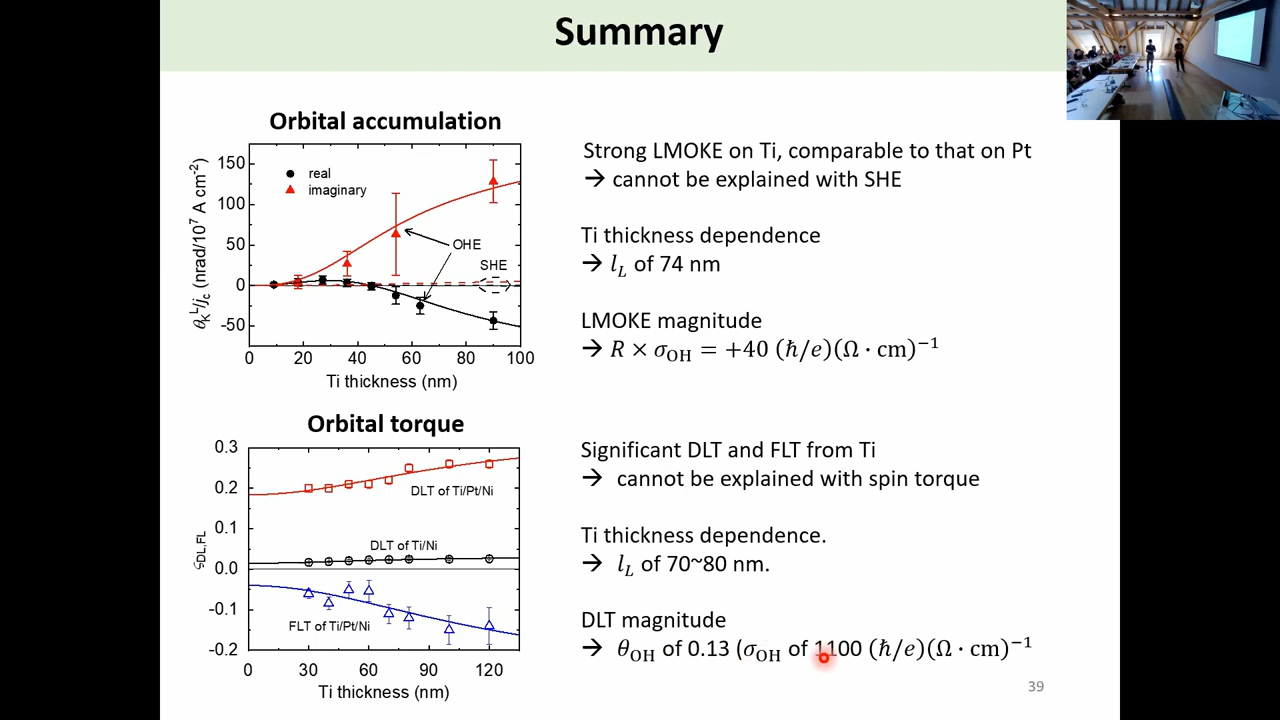 Summary
Orbital accumulation
150
100
50
0
-50
θ_K^L/j_c (nrad/10^7 A cm^-2)
real
imaginary
OHE
SHE
0 20 40 60 80 100
Ti thickness (nm)
Strong LMOKE on Ti, comparable to that on Pt
→ cannot be explained with SHE
Ti thickness dependence
→ l_L of 74 nm
LMOKE magnitude
→ R × σ_OH = +40 (ℏ/e)(Ω · cm)^−1
Orbital torque
0.3
0.2
0.1
0.0
-0.1
-0.2
ξ_DL,FL
DLT of Ti/Pt/Ni
DLT of Ti/Ni
FLT of Ti/Pt/Ni
0 30 60 90 120
Ti thickness (nm)
Significant DLT and FLT from Ti
→ cannot be explained with spin torque
Ti thickness dependence.
→ l_L of 70~80 nm.
DLT magnitude
→ θ_OH of 0.13 (σ_OH of 1100 (ℏ/e)(Ω · cm)^−1
39